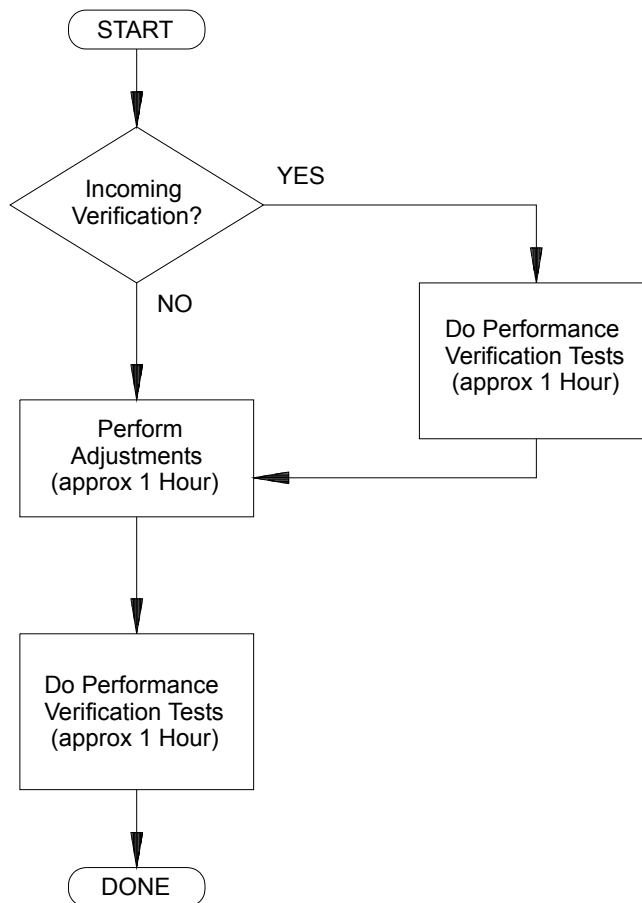 START
Incoming
Verification?
YES
NO
Do Performance
Verification Tests
(approx 1 Hour)
Perform
Adjustments
(approx 1 Hour)
Do Performance
Verification Tests
(approx 1 Hour)
DONE